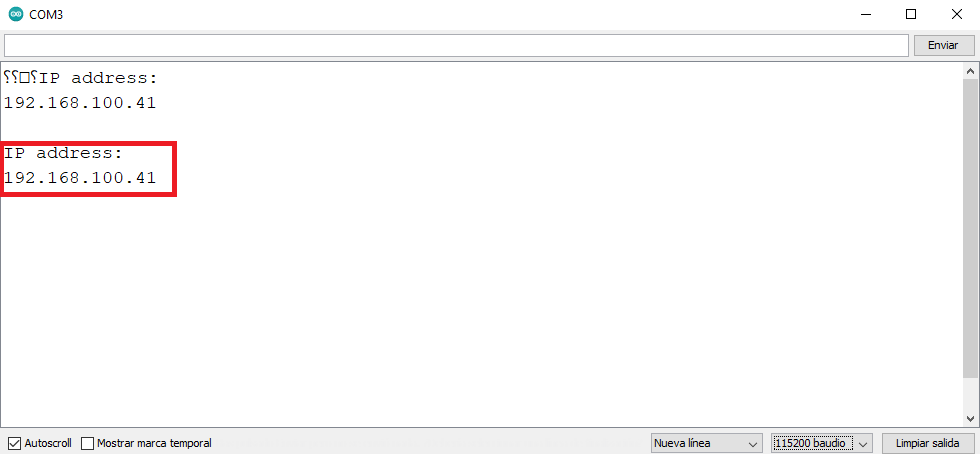 COM3
Enviar
⸮⸮□⸮IP address:
192.168.100.41
IP address:
192.168.100.41
Autoscroll
Mostrar marca temporal
Nueva línea
115200 baudio
Limpiar salida